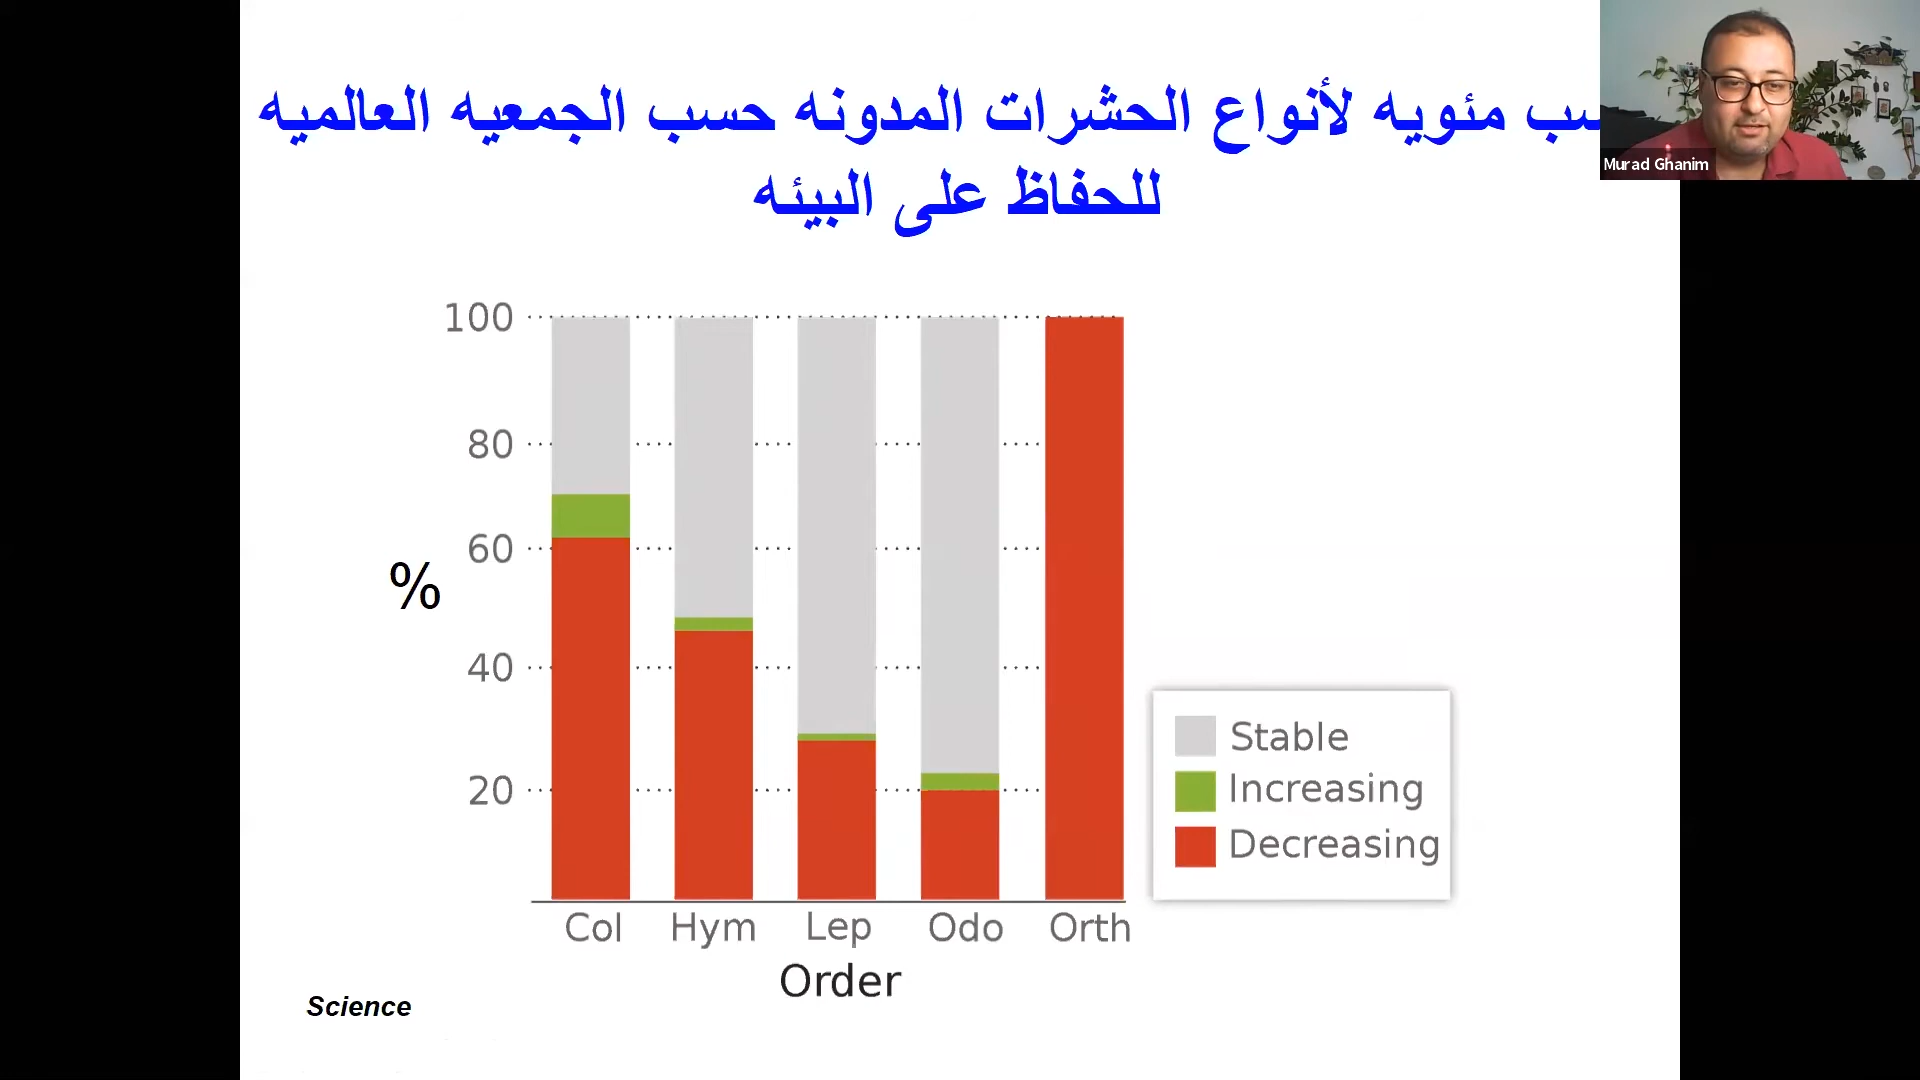 مئويه لأنواع الحشرات المدونه حسب الجمعيه العالميه
للحفاظ على البيئه
Murad Ghanim
100
80
60
40
20
%
Col Hym Lep Odo Orth
Order
Stable
Increasing
Decreasing
Science